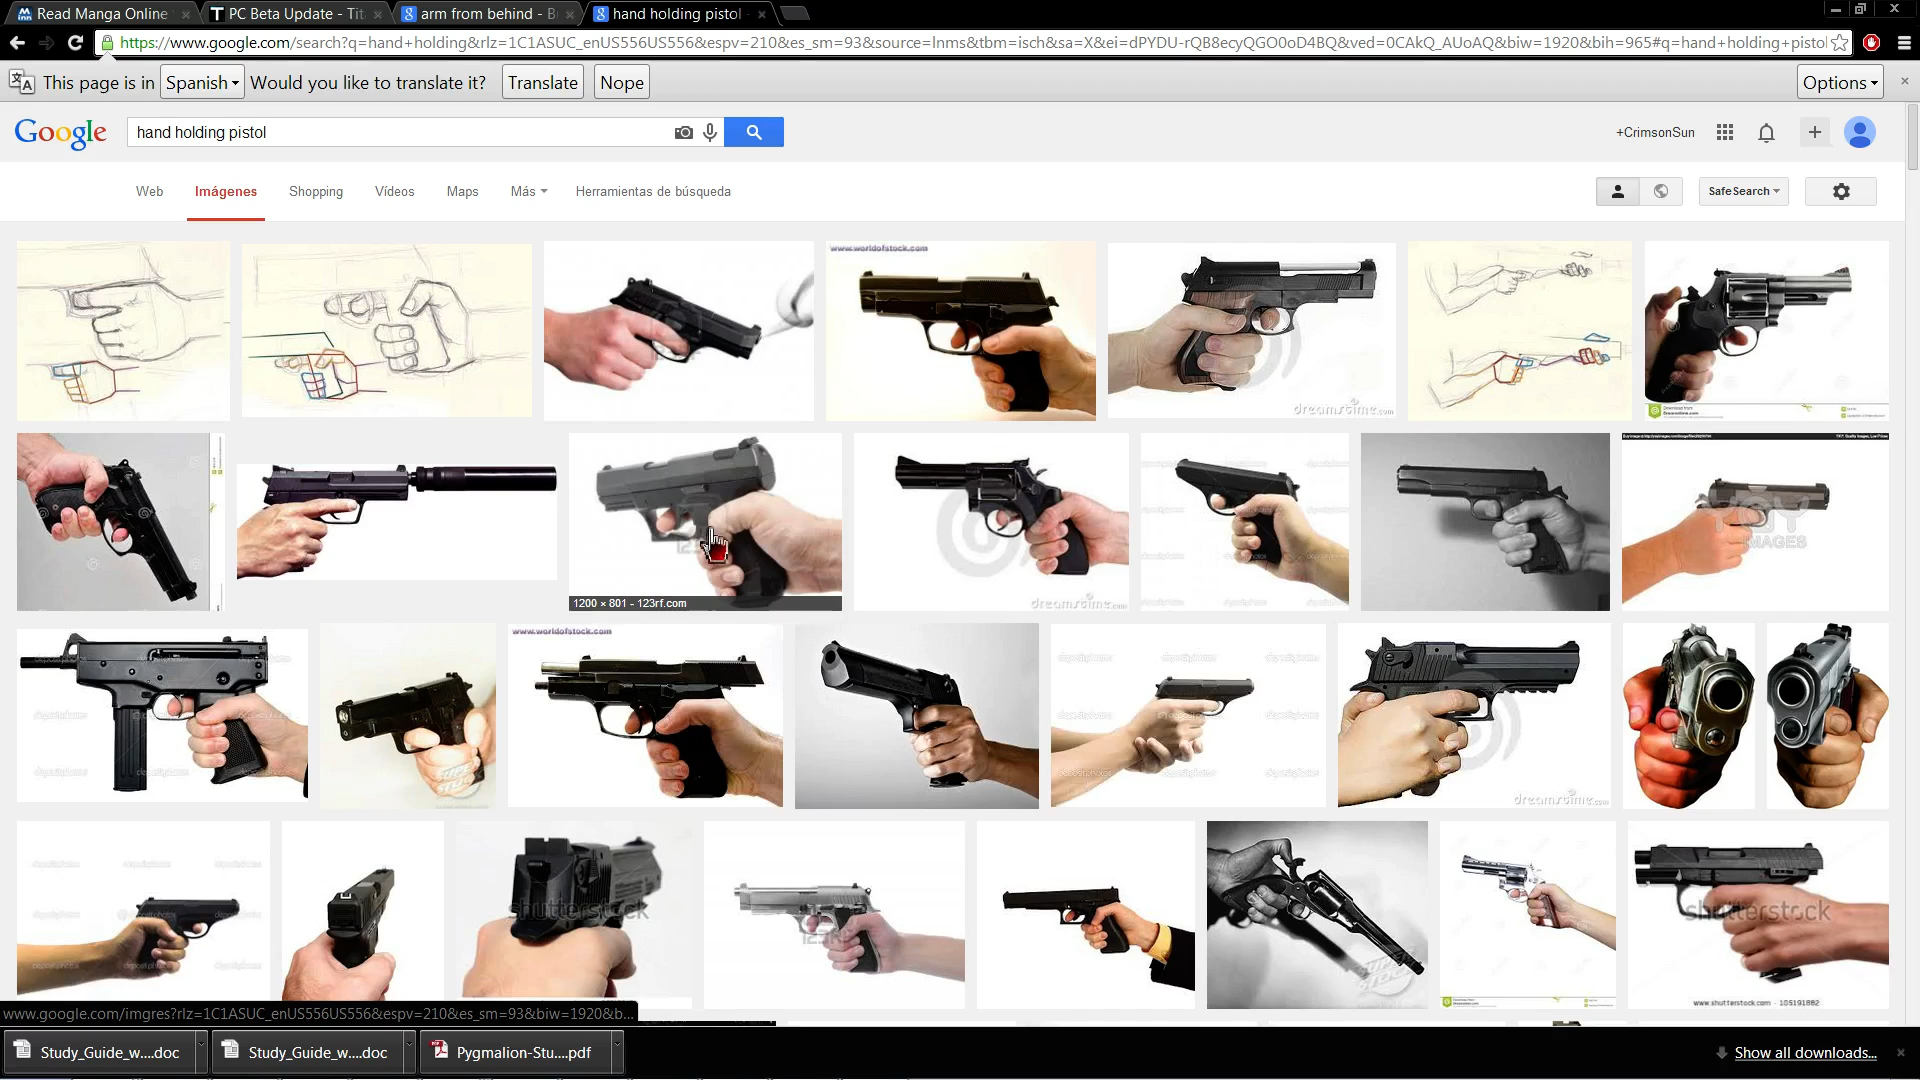 Read Manga Online
PC Beta Update - Tit
arm from behind - B
hand holding pistol -
https://www.google.com/search?q=hand+holding&rlz=1C1ASUC_enUS556US556&espv=210&es_sm=93&source=lnms&tbm=isch&sa=X&ei=dPYDU-rQB8ecyQGO0oD4BQ&ved=0CAkQ_AUoAQ&biw=1920&bih=965#q=hand+holding+pistol
This page is in Spanish Would you like to translate it? Translate Nope Options
Google hand holding pistol +CrimsonSun
Web Imágenes Shopping Vídeos Maps Más Herramientas de búsqueda SafeSearch
www.worldofstock.com
dreamstime.com
1200 × 801 - 123rf.com
dreamstime.com
IMAGES
www.worldofstock.com
depositphotos
dreamstime.com
depositphotos
shutterstock
123RF
shutterstock
www.shutterstock.com - 105191882
www.google.com/imgres?rlz=1C1ASUC_enUS556US556&espv=210&es_sm=93&biw=1920&b...
Study_Guide_w....doc
Study_Guide_w....doc
Pygmalion-Stu....pdf
Show all downloads...